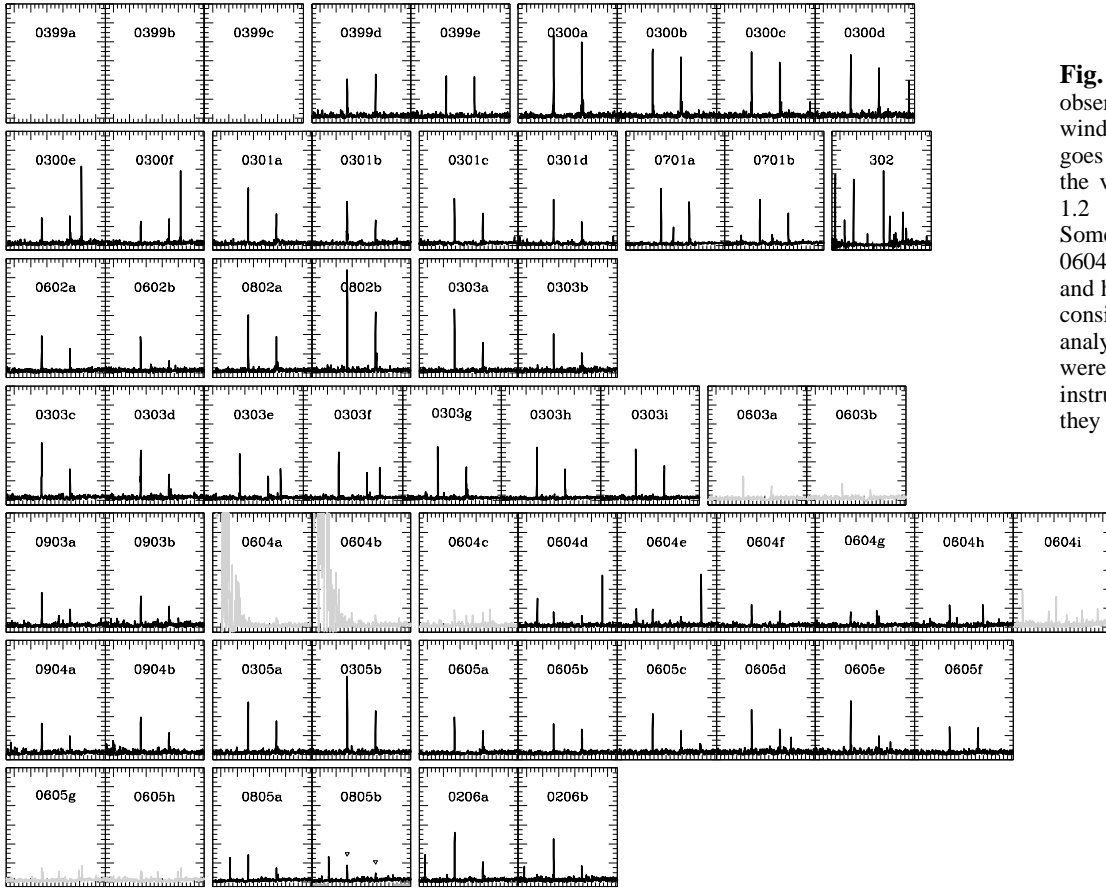 0399a 0399b 0399c 0399d 0399e 0300a 0300b 0300c 0300d
0300e 0300f 0301a 0301b 0301c 0301d 0701a 0701b 302
0602a 0602b 0802a 0802b 0303a 0303b
0303c 0303d 0303e 0303f 0303g 0303h 0303i 0603a 0603b
0903a 0903b 0604a 0604b 0604c 0604d 0604e 0604f 0604g 0604h 0604i
0904a 0904b 0305a 0305b 0605a 0605b 0605c 0605d 0605e 0605f
0605g 0605h 0805a 0805b 0206a 0206b
Fig.
obser
wind
goes
the v
1.2
Some
0604
and h
consi
analy
were
instru
they